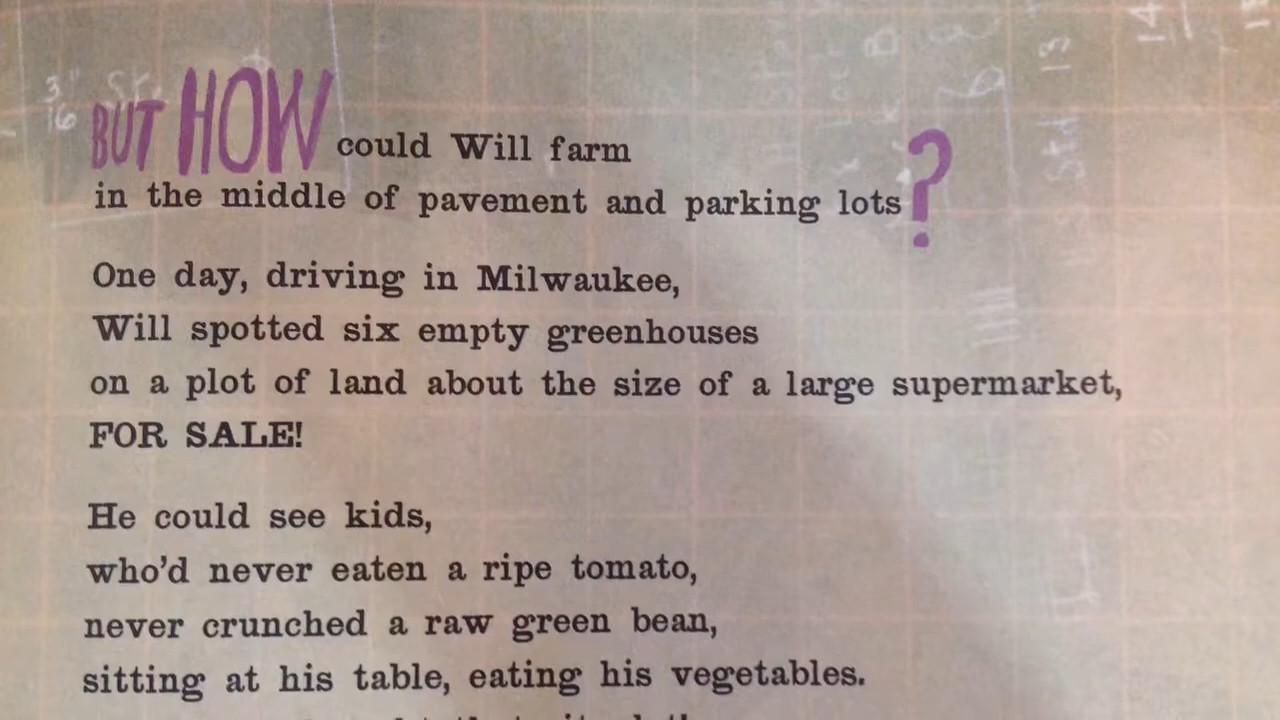 BUT HOW could Will farm
in the middle of pavement and parking lots?
One day, driving in Milwaukee,
Will spotted six empty greenhouses
on a plot of land about the size of a large supermarket,
FOR SALE!
He could see kids,
who'd never eaten a ripe tomato,
never crunched a raw green bean,
sitting at his table, eating his vegetables.